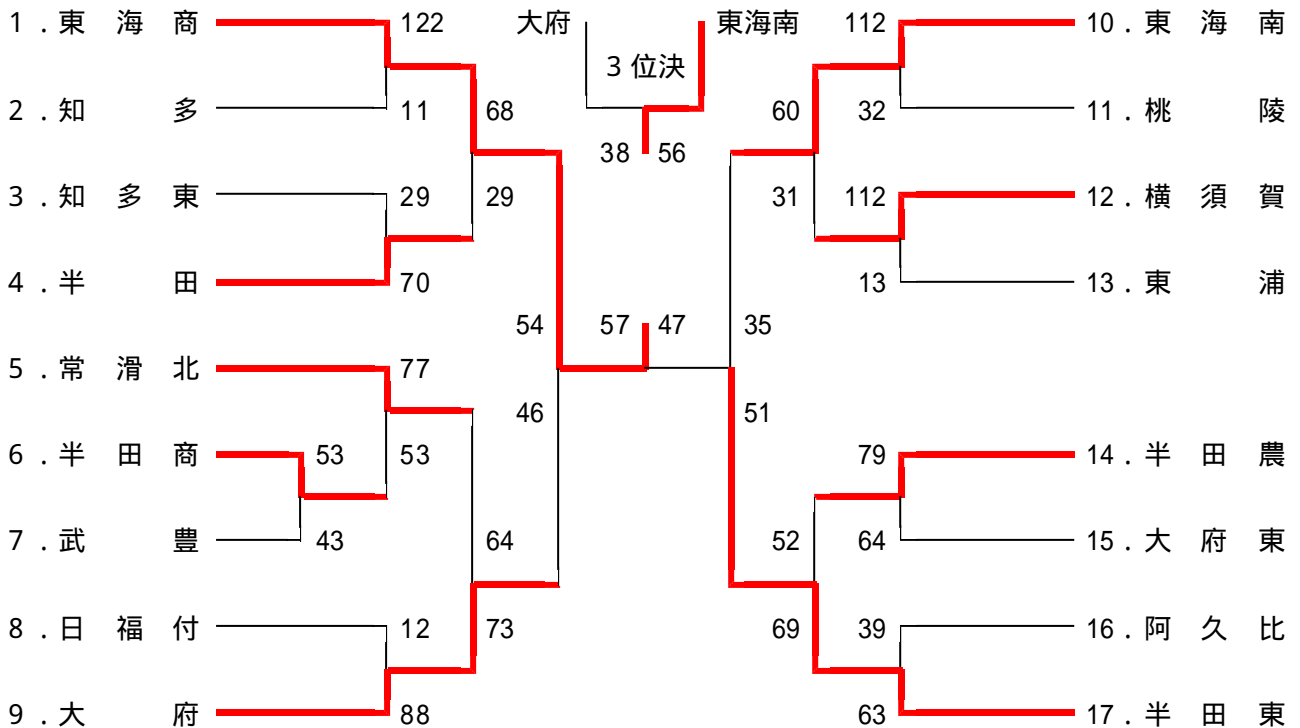 1 . 東 海 商 122 大府 東海南 112 10 . 東 海 南
3 位決
2 . 知 多 11 68 60 32 11 . 桃 陵
38 56
3 . 知 多 東 29 29 31 112 12 . 横 須 賀
4 . 半 田 70 13 13 . 東 浦
54 57 47 35
5 . 常 滑 北 77
46 51
6 . 半 田 商 53 53 79 14 . 半 田 農
7 . 武 豊 43 64 52 64 15 . 大 府 東
8 . 日 福 付 12 73 69 39 16 . 阿 久 比
9 . 大 府 88 63 17 . 半 田 東